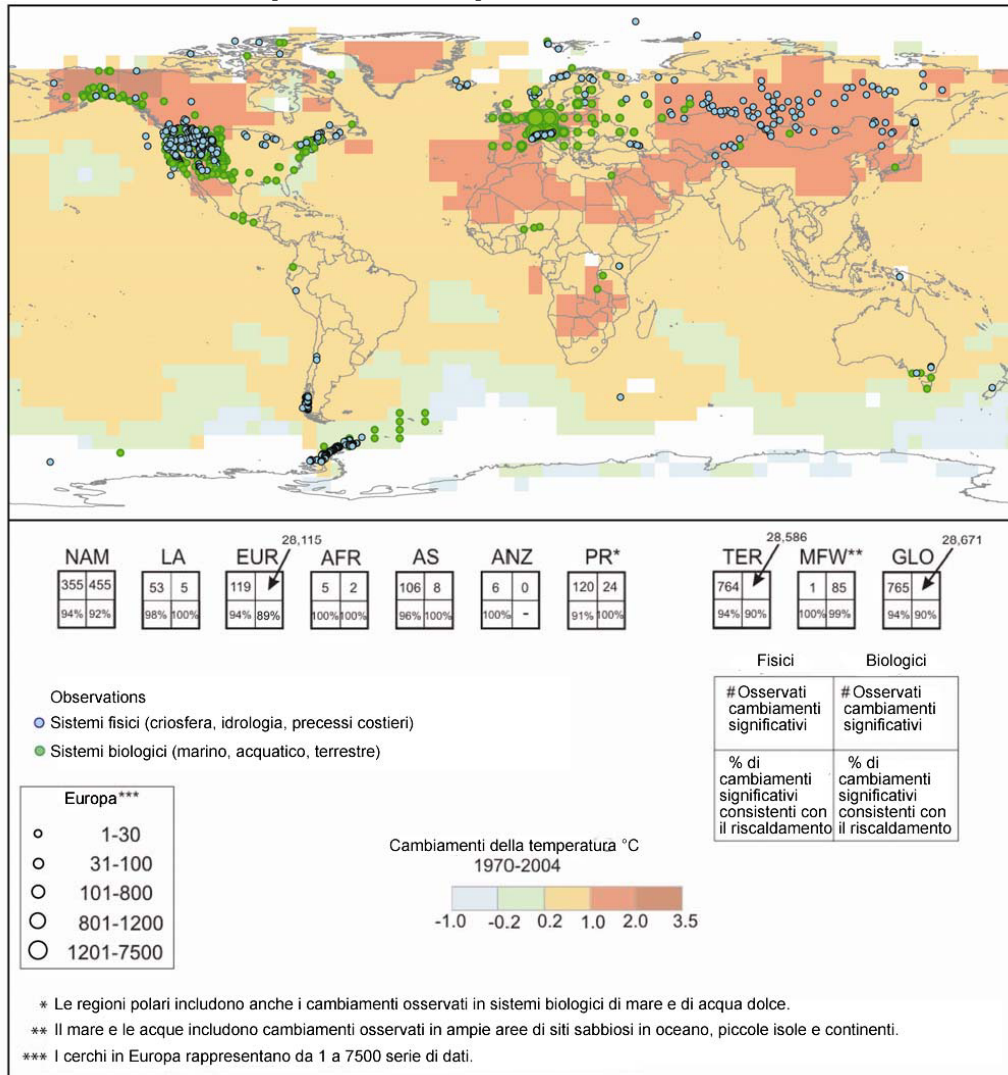 28,115
28,586
28,671
NAM LA EUR AFR AS ANZ PR* TER MFW** GLO
355 455 53 5 119 5 2 106 8 6 0 120 24 764 1 85 765
94% 92% 98% 100% 94% 89% 100% 100% 96% 100% 100% - 91% 100% 94% 90% 100% 99% 94% 90%
Fisici Biologici
# Osservati cambiamenti significativi
# Osservati cambiamenti significativi
% di cambiamenti significativi consistenti con il riscaldamento
% di cambiamenti significativi consistenti con il riscaldamento
Observations
Sistemi fisici (criosfera, idrologia, precessi costieri)
Sistemi biologici (marino, acquatico, terrestre)
Europa***
1-30
31-100
101-800
801-1200
1201-7500
Cambiamenti della temperatura °C
1970-2004
-1.0 -0.2 0.2 1.0 2.0 3.5
* Le regioni polari includono anche i cambiamenti osservati in sistemi biologici di mare e di acqua dolce.
** Il mare e le acque includono cambiamenti osservati in ampie aree di siti sabbiosi in oceano, piccole isole e continenti.
*** I cerchi in Europa rappresentano da 1 a 7500 serie di dati.